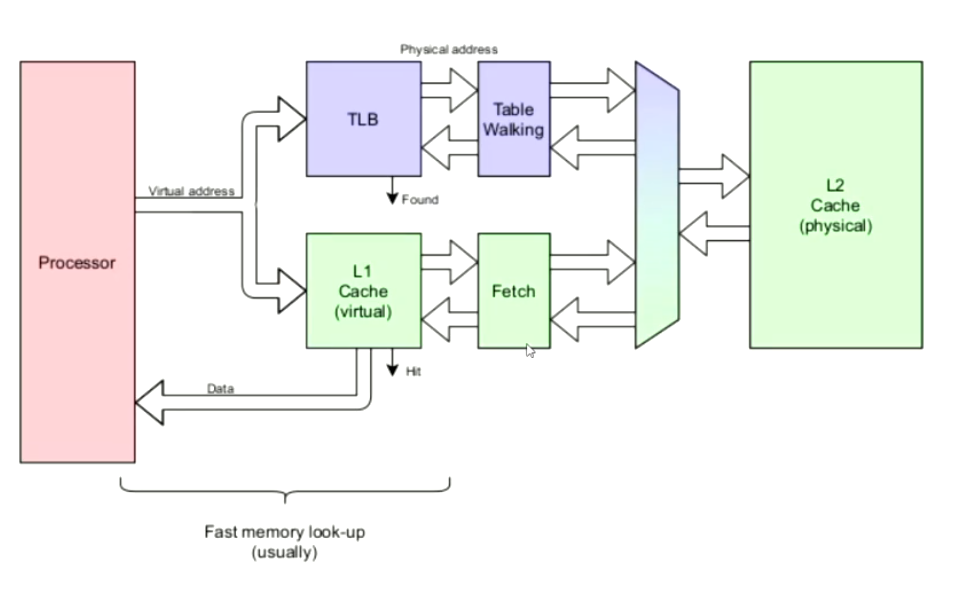 Physical address
TLB
Table
Walking
Found
Virtual address
Processor
L1
Cache
(virtual)
Fetch
L2
Cache
(physical)
Hit
Data
Fast memory look-up
(usually)